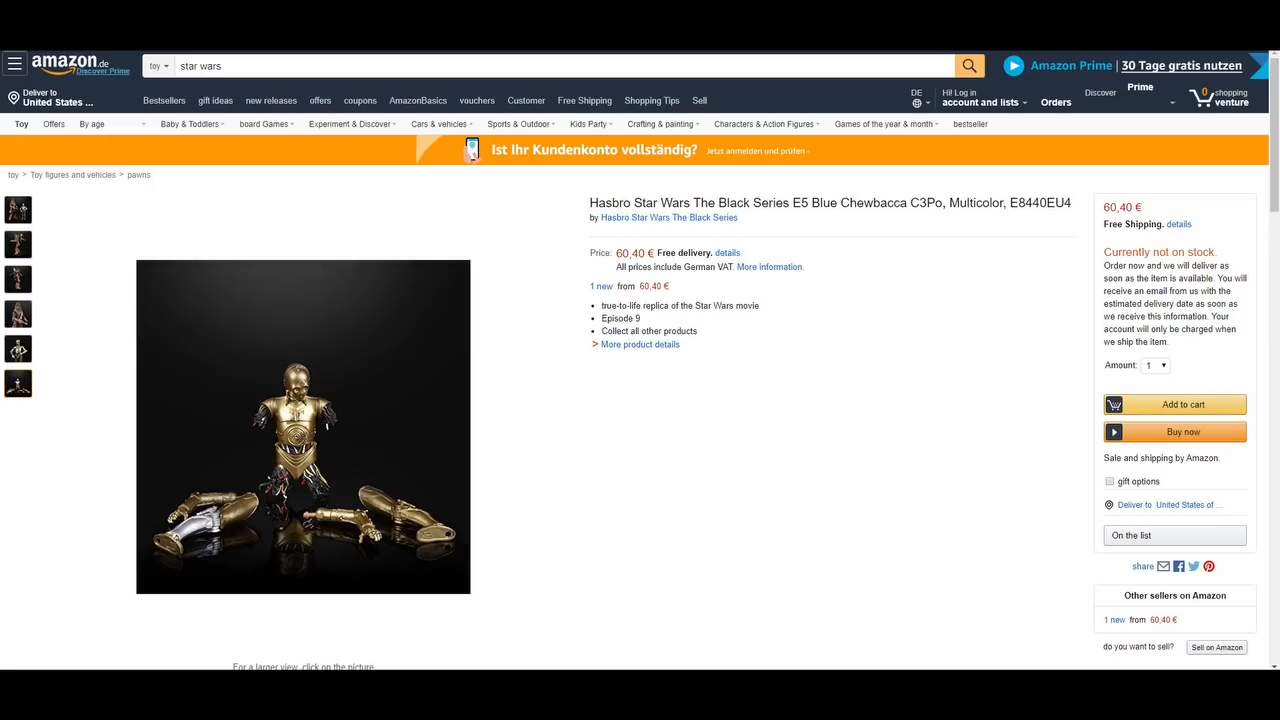 amazon.de
Discover Prime
toy
star wars
Amazon Prime | 30 Tage gratis nutzen
Deliver to
United States ...
Bestsellers gift ideas new releases offers coupons AmazonBasics vouchers Customer Free Shipping Shopping Tips Sell
DE
Hi! Log in
account and lists
Orders
Discover
Prime
0
shopping
venture
Toy Offers By age Baby & Toddlers board Games Experiment & Discover Cars & vehicles Sports & Outdoor Kids Party Crafting & painting Characters & Action Figures Games of the year & month bestseller
Ist Ihr Kundenkonto vollständig? Jetzt anmelden und prüfen ›
toy > Toy figures and vehicles > pawns
Hasbro Star Wars The Black Series E5 Blue Chewbacca C3Po, Multicolor, E8440EU4
by Hasbro Star Wars The Black Series
Price: 60,40 € Free delivery. details
All prices include German VAT. More information.
1 new from 60,40 €
• true-to-life replica of the Star Wars movie
• Episode 9
• Collect all other products
> More product details
For a larger view, click on the picture
60,40 €
Free Shipping. details
Currently not on stock.
Order now and we will deliver as
soon as the item is available. You will
receive an email from us with the
estimated delivery date as soon as
we receive this information. Your
account will only be charged when
we ship the item.
Amount: 1
Add to cart
Buy now
Sale and shipping by Amazon.
gift options
Deliver to United States of ...
On the list
share
Other sellers on Amazon
1 new from 60,40 €
do you want to sell? Sell on Amazon